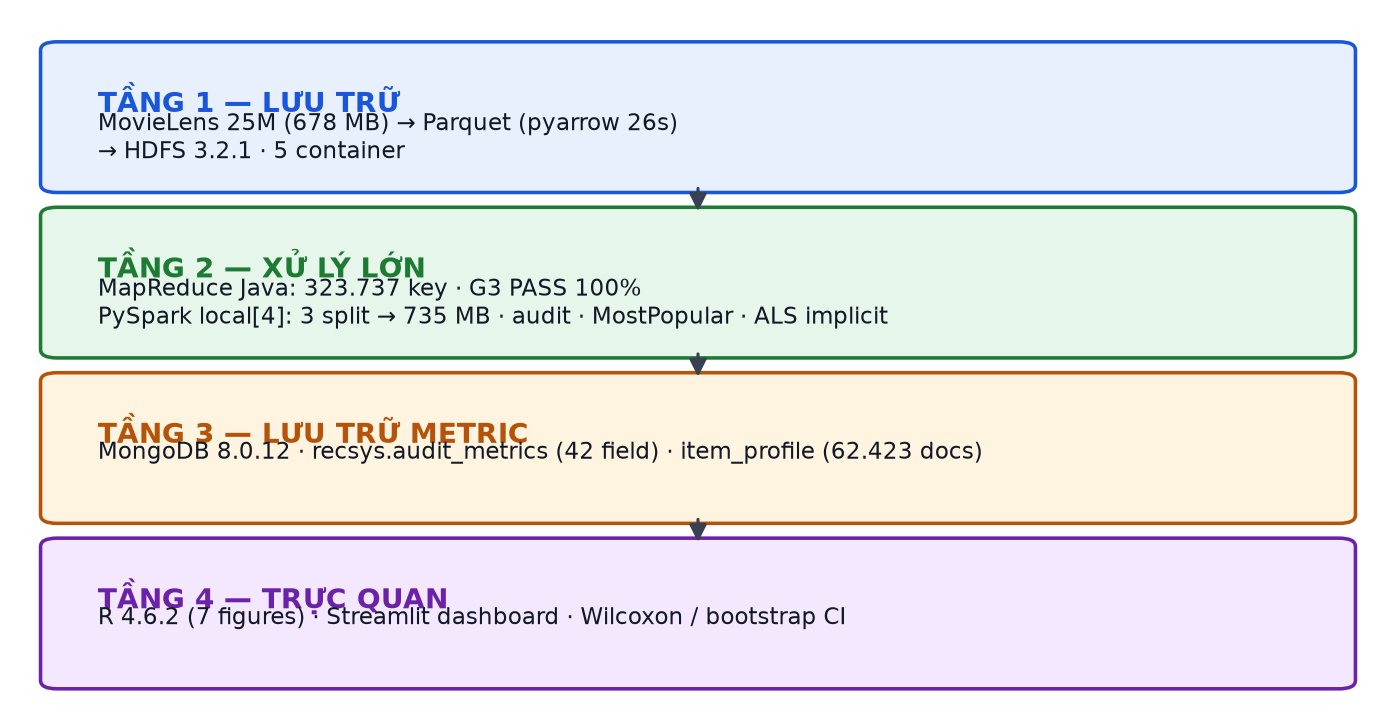 TẦNG 1 — LƯU TRỮ
MovieLens 25M (678 MB) → Parquet (pyarrow 26s)
→ HDFS 3.2.1 · 5 container
TẦNG 2 — XỬ LÝ LỚN
MapReduce Java: 323.737 key · G3 PASS 100%
PySpark local[4]: 3 split → 735 MB · audit · MostPopular · ALS implicit
TẦNG 3 — LƯU TRỮ METRIC
MongoDB 8.0.12 · recsys.audit_metrics (42 field) · item_profile (62.423 docs)
TẦNG 4 — TRỰC QUAN
R 4.6.2 (7 figures) · Streamlit dashboard · Wilcoxon / bootstrap CI